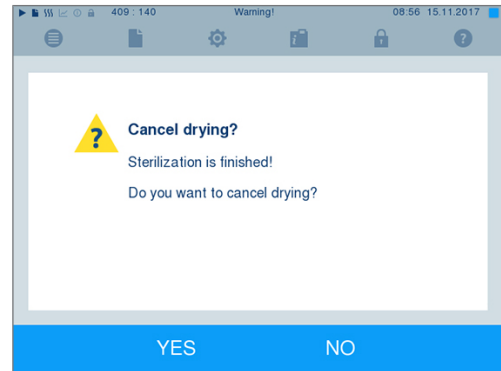 409 : 140 Warning! 08:56 15.11.2017
Cancel drying?
Sterilization is finished!
Do you want to cancel drying?
YES NO